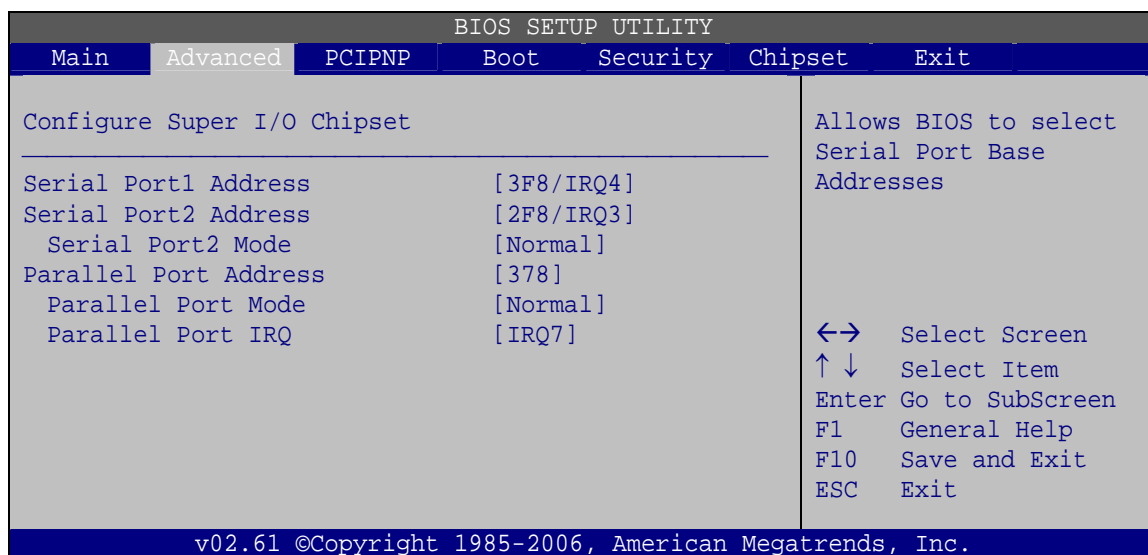 BIOS SETUP UTILITY
Main Advanced PCIPNP Boot Security Chipset Exit
Configure Super I/O Chipset
Serial Port1 Address [3F8/IRQ4]
Serial Port2 Address [2F8/IRQ3]
Serial Port2 Mode [Normal]
Parallel Port Address [378]
Parallel Port Mode [Normal]
Parallel Port IRQ [IRQ7]
Allows BIOS to select
Serial Port Base
Addresses
←→ Select Screen
↑ ↓ Select Item
Enter Go to SubScreen
F1 General Help
F10 Save and Exit
ESC Exit
v02.61 ©Copyright 1985-2006, American Megatrends, Inc.